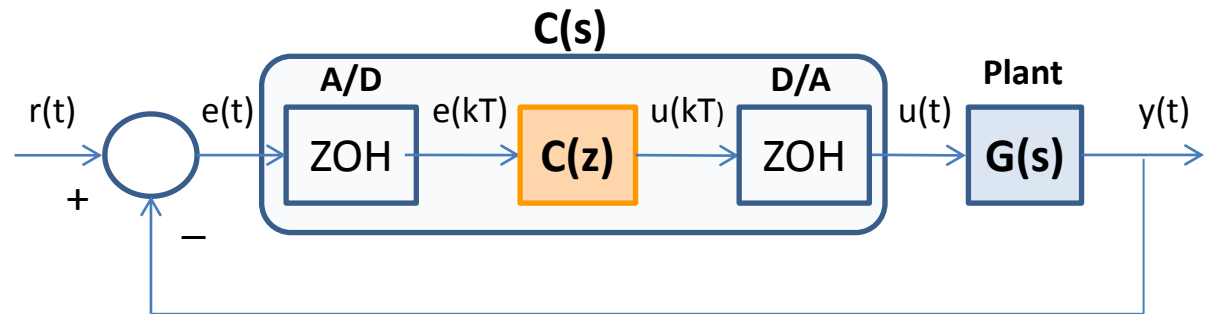 C(s)
A/D
D/A
Plant
r(t)
e(t)
e(kT)
u(kT)
u(t)
y(t)
ZOH
C(z)
ZOH
G(s)
+
−